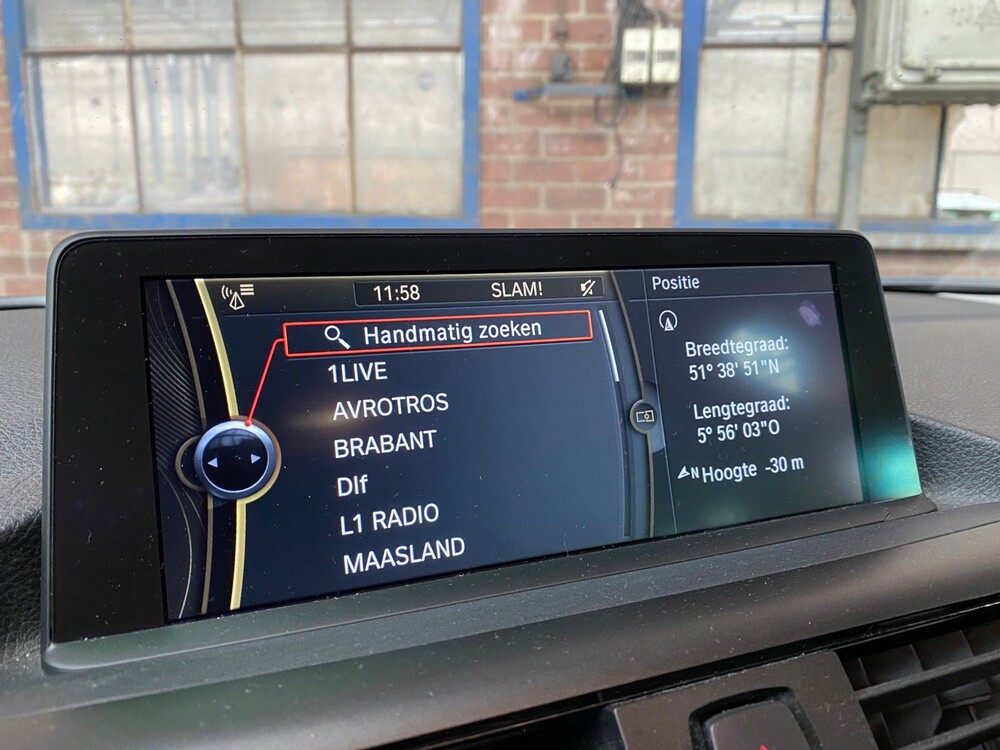 11:58 SLAM!
Handmatig zoeken
1LIVE
AVROTROS
BRABANT
Dlf
L1 RADIO
MAASLAND
Positie
Breedtegraad:
51° 38' 51"N
Lengtegraad:
5° 56' 03"O
N Hoogte -30 m